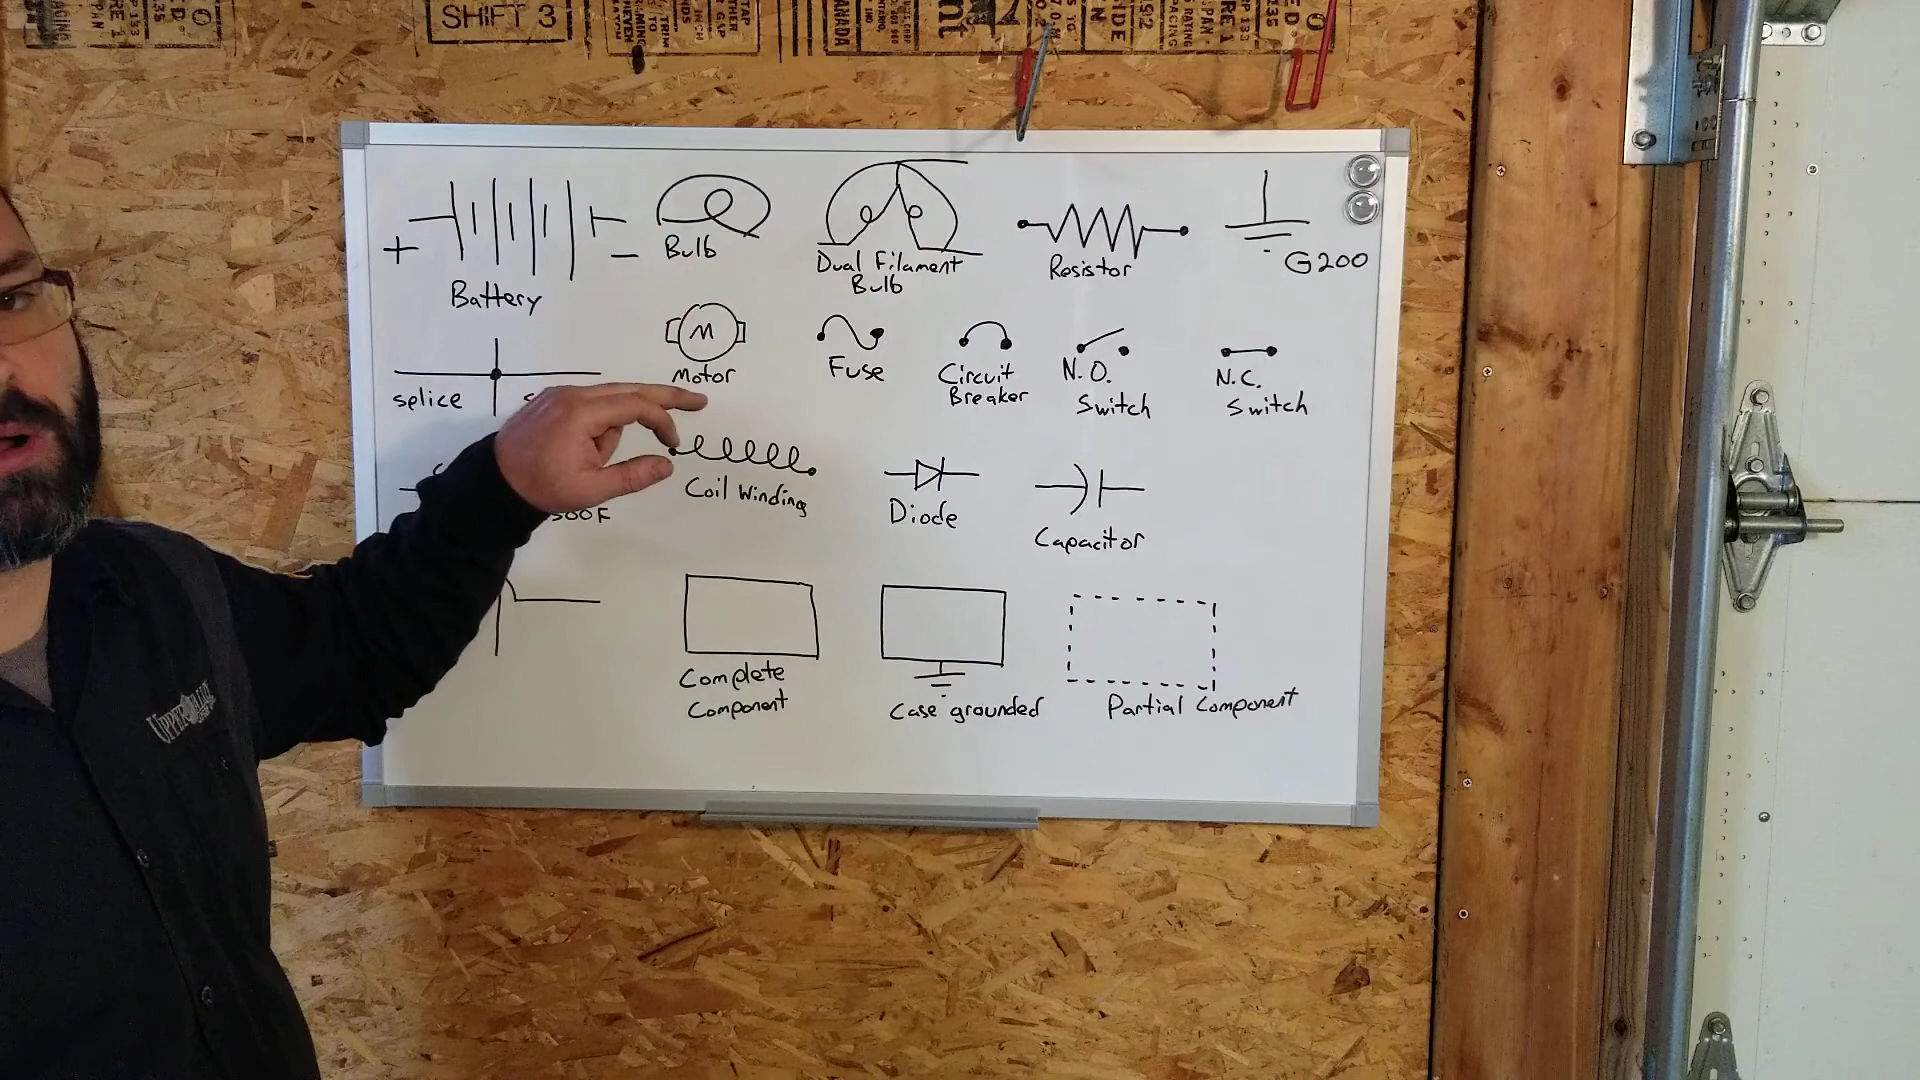 SHIFT 3
+
−
Battery
Bulb
Dual Filament
Bulb
Resistor
G200
splice
M
Motor
Fuse
Circuit
Breaker
N.O.
Switch
N.C.
Switch
Coil Winding
Diode
Capacitor
Complete
Component
Case grounded
Partial Component
UPPER